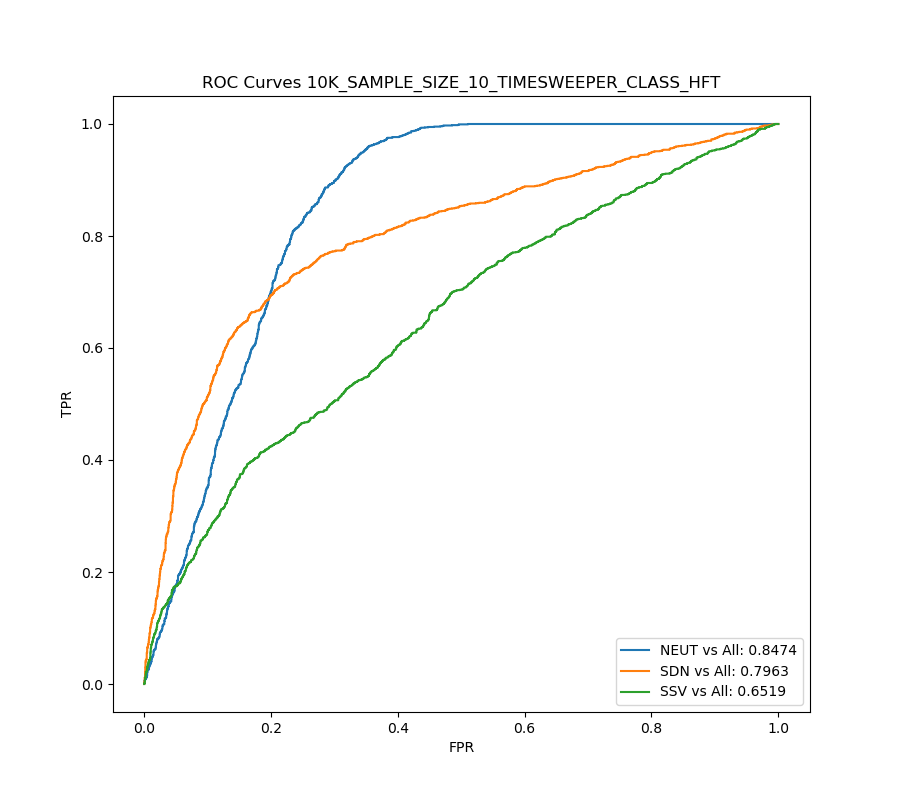 ROC Curves 10K_SAMPLE_SIZE_10_TIMESWEEPER_CLASS_HFT
1.0
0.8
0.6
0.4
0.2
0.0
TPR
NEUT vs All: 0.8474
SDN vs All: 0.7963
SSV vs All: 0.6519
0.0 0.2 0.4 0.6 0.8 1.0
FPR